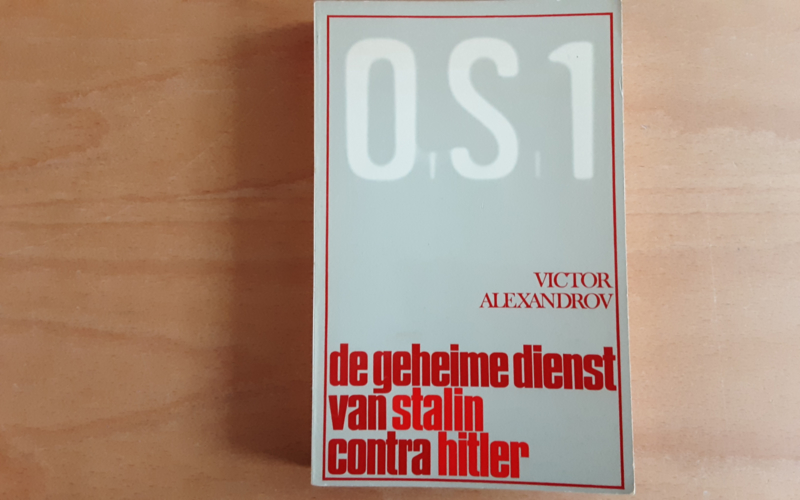 O.S.1
VICTOR
ALEXANDROV
de geheime dienst
van stalin
contra hitler